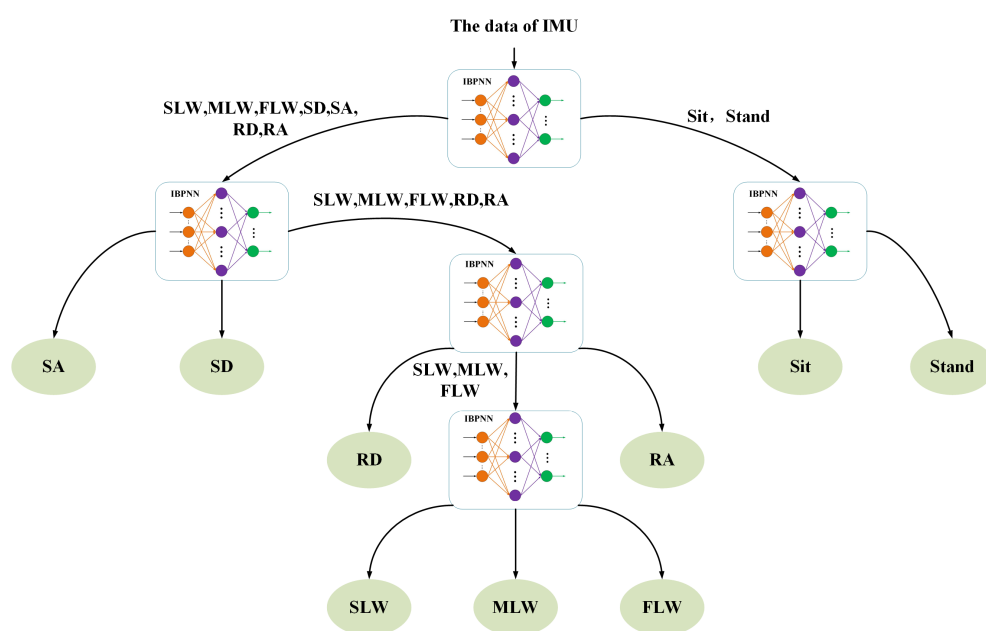 The data of IMU
IBPNN
SLW,MLW,FLW,SD,SA,
RD,RA
Sit，Stand
IBPNN
SLW,MLW,FLW,RD,RA
IBPNN
IBPNN
SA
SD
SLW,MLW,
FLW
Sit
Stand
IBPNN
RD
RA
SLW
MLW
FLW